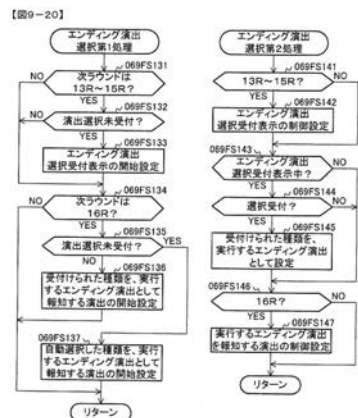 【図9-20】
エンディング演出
選択第1処理
069FS131
次ラウンドは
13R～15R？
NO
YES
069FS132
演出選択未受付？
NO
YES
069FS133
エンディング演出
選択受付表示の開始設定
069FS134
次ラウンドは
16R？
NO
YES
069FS135
演出選択未受付？
YES
NO
069FS136
受付けられた種類を、実行
するエンディング演出として
報知する演出の開始設定
069FS137
自動選択した種類を、実行
するエンディング演出として
報知する演出の開始設定
リターン
エンディング演出
選択第2処理
069FS141
13R～15R？
NO
YES
069FS142
エンディング演出
選択受付表示の制御設定
069FS143
エンディング演出
選択受付表示中？
NO
YES
069FS144
選択受付？
NO
YES
069FS145
受付けられた種類を、
実行するエンディング演出
として設定
069FS146
16R？
NO
YES
069FS147
実行するエンディング演出
を報知する演出の制御設定
リターン